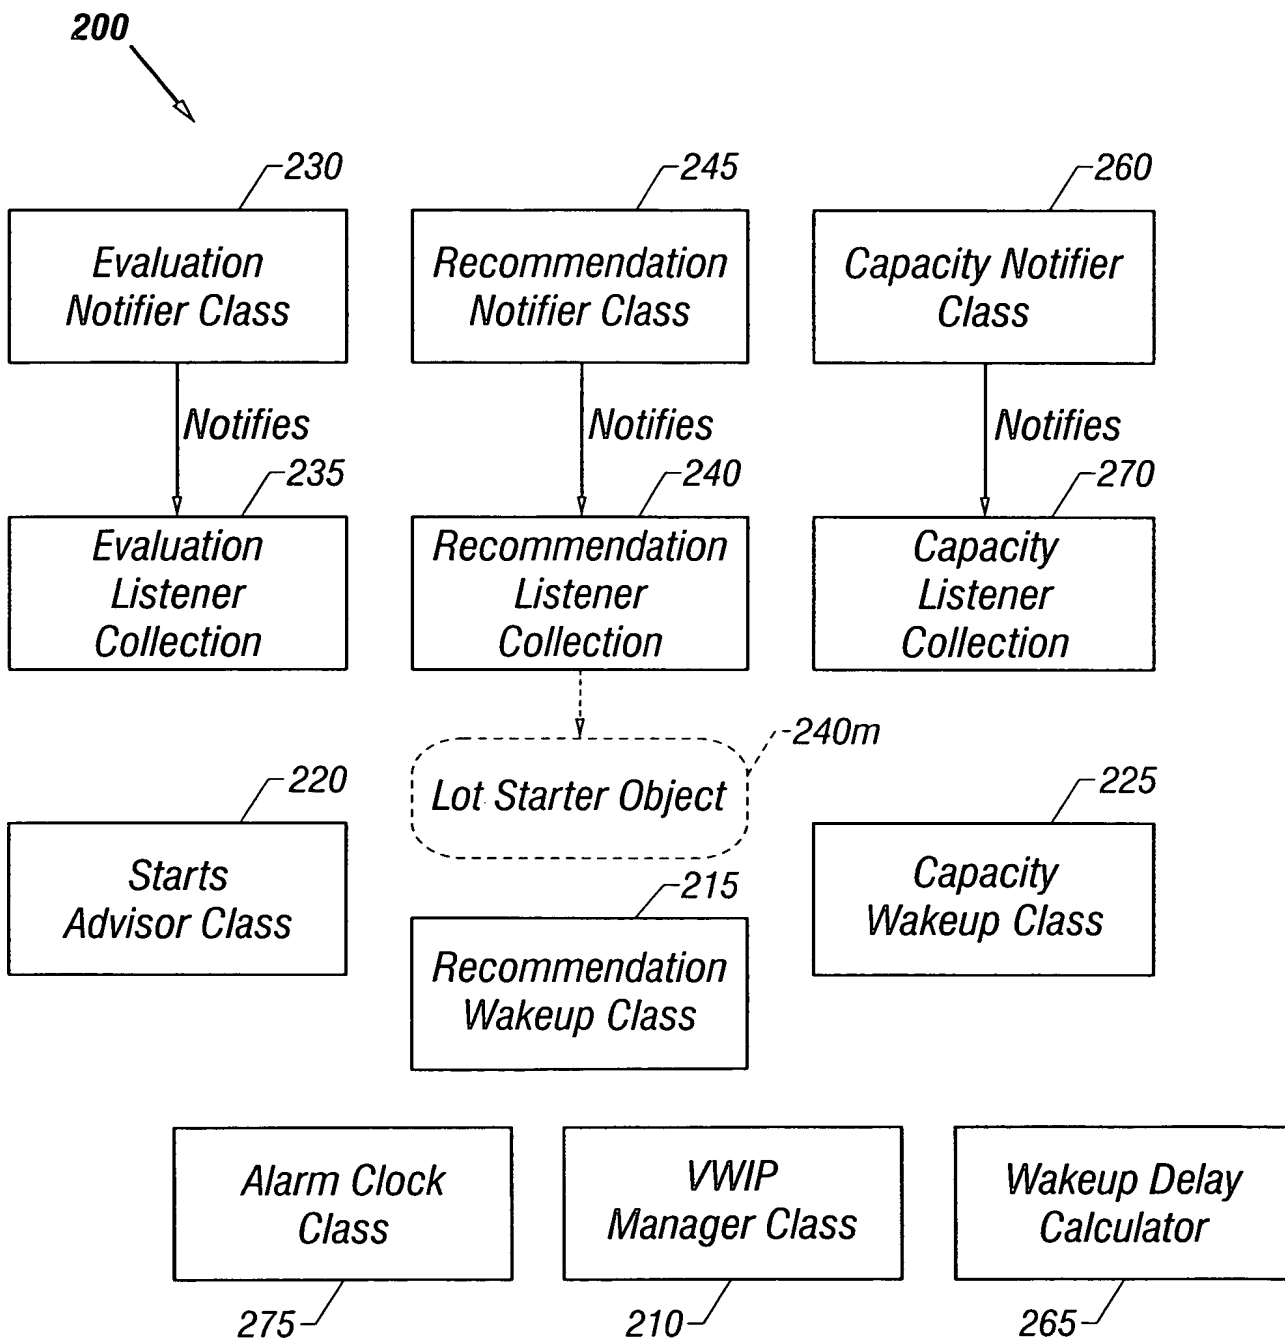 200
230
245
260
Evaluation
Notifier Class
Recommendation
Notifier Class
Capacity Notifier
Class
Notifies
Notifies
Notifies
235
240
270
Evaluation
Listener
Collection
Recommendation
Listener
Collection
Capacity
Listener
Collection
240m
Lot Starter Object
220
225
Starts
Advisor Class
Capacity
Wakeup Class
215
Recommendation
Wakeup Class
Alarm Clock
Class
VWIP
Manager Class
Wakeup Delay
Calculator
275
210
265